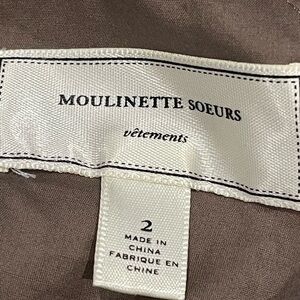 MOULINETTE SOEURS
vêtements
2
MADE IN
CHINA
FABRIQUE EN
CHINE